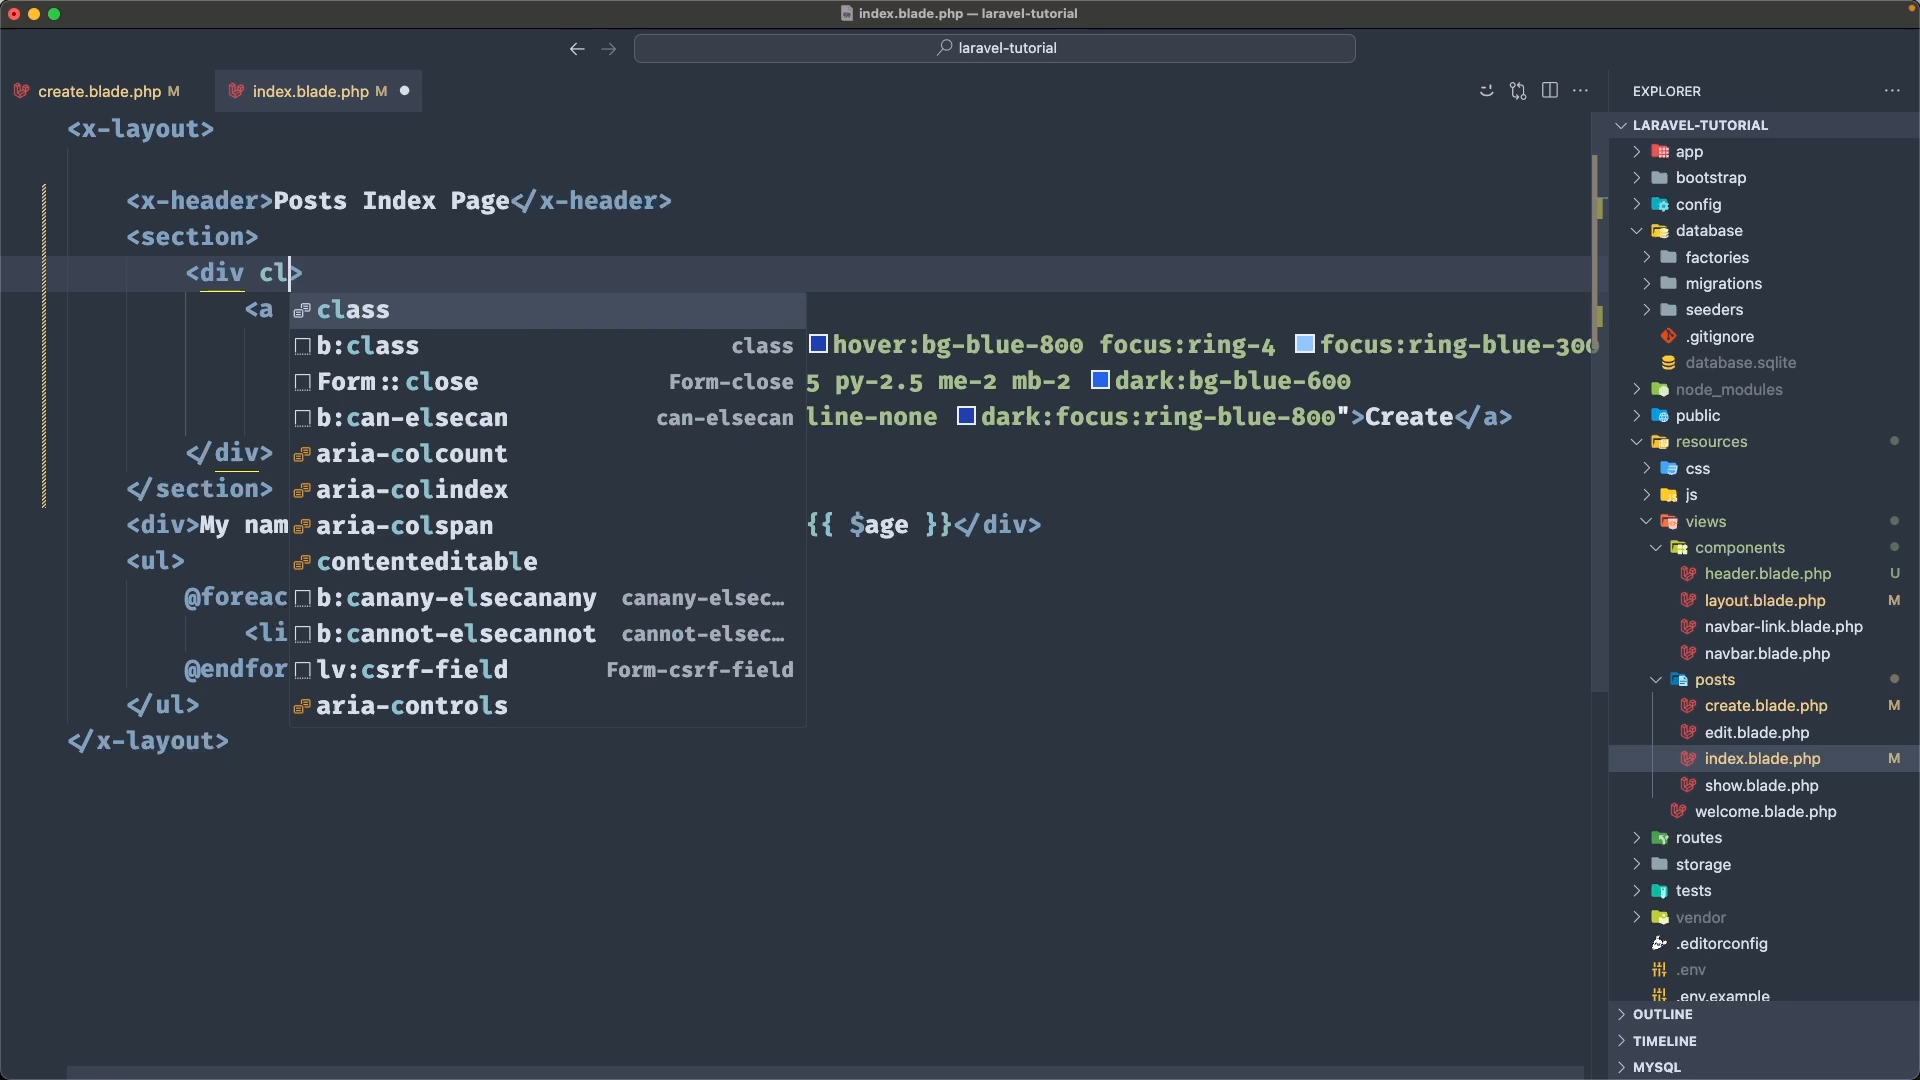 index.blade.php — laravel-tutorial
laravel-tutorial
create.blade.php M
index.blade.php M
<x-layout>
<x-header>Posts Index Page</x-header>
<section>
<div cl>
<a
hover:bg-blue-800 focus:ring-4 focus:ring-blue-300
5 py-2.5 me-2 mb-2 dark:bg-blue-600
line-none dark:focus:ring-blue-800">Create</a>
</div>
</section>
<div>My nam
{{ $age }}</div>
<ul>
@foreac
<li
@endfor
</ul>
</x-layout>
class
b:class class
Form::close Form-close
b:can-elsecan can-elsecan
aria-colcount
aria-colindex
aria-colspan
contenteditable
b:canany-elsecanany canany-elsec…
b:cannot-elsecannot cannot-elsec…
lv:csrf-field Form-csrf-field
aria-controls
EXPLORER
LARAVEL-TUTORIAL
app
bootstrap
config
database
factories
migrations
seeders
.gitignore
database.sqlite
node_modules
public
resources
css
js
views
components
header.blade.php U
layout.blade.php M
navbar-link.blade.php
navbar.blade.php
posts
create.blade.php M
edit.blade.php
index.blade.php M
show.blade.php
welcome.blade.php
routes
storage
tests
vendor
.editorconfig
.env
.env.example
OUTLINE
TIMELINE
MYSQL